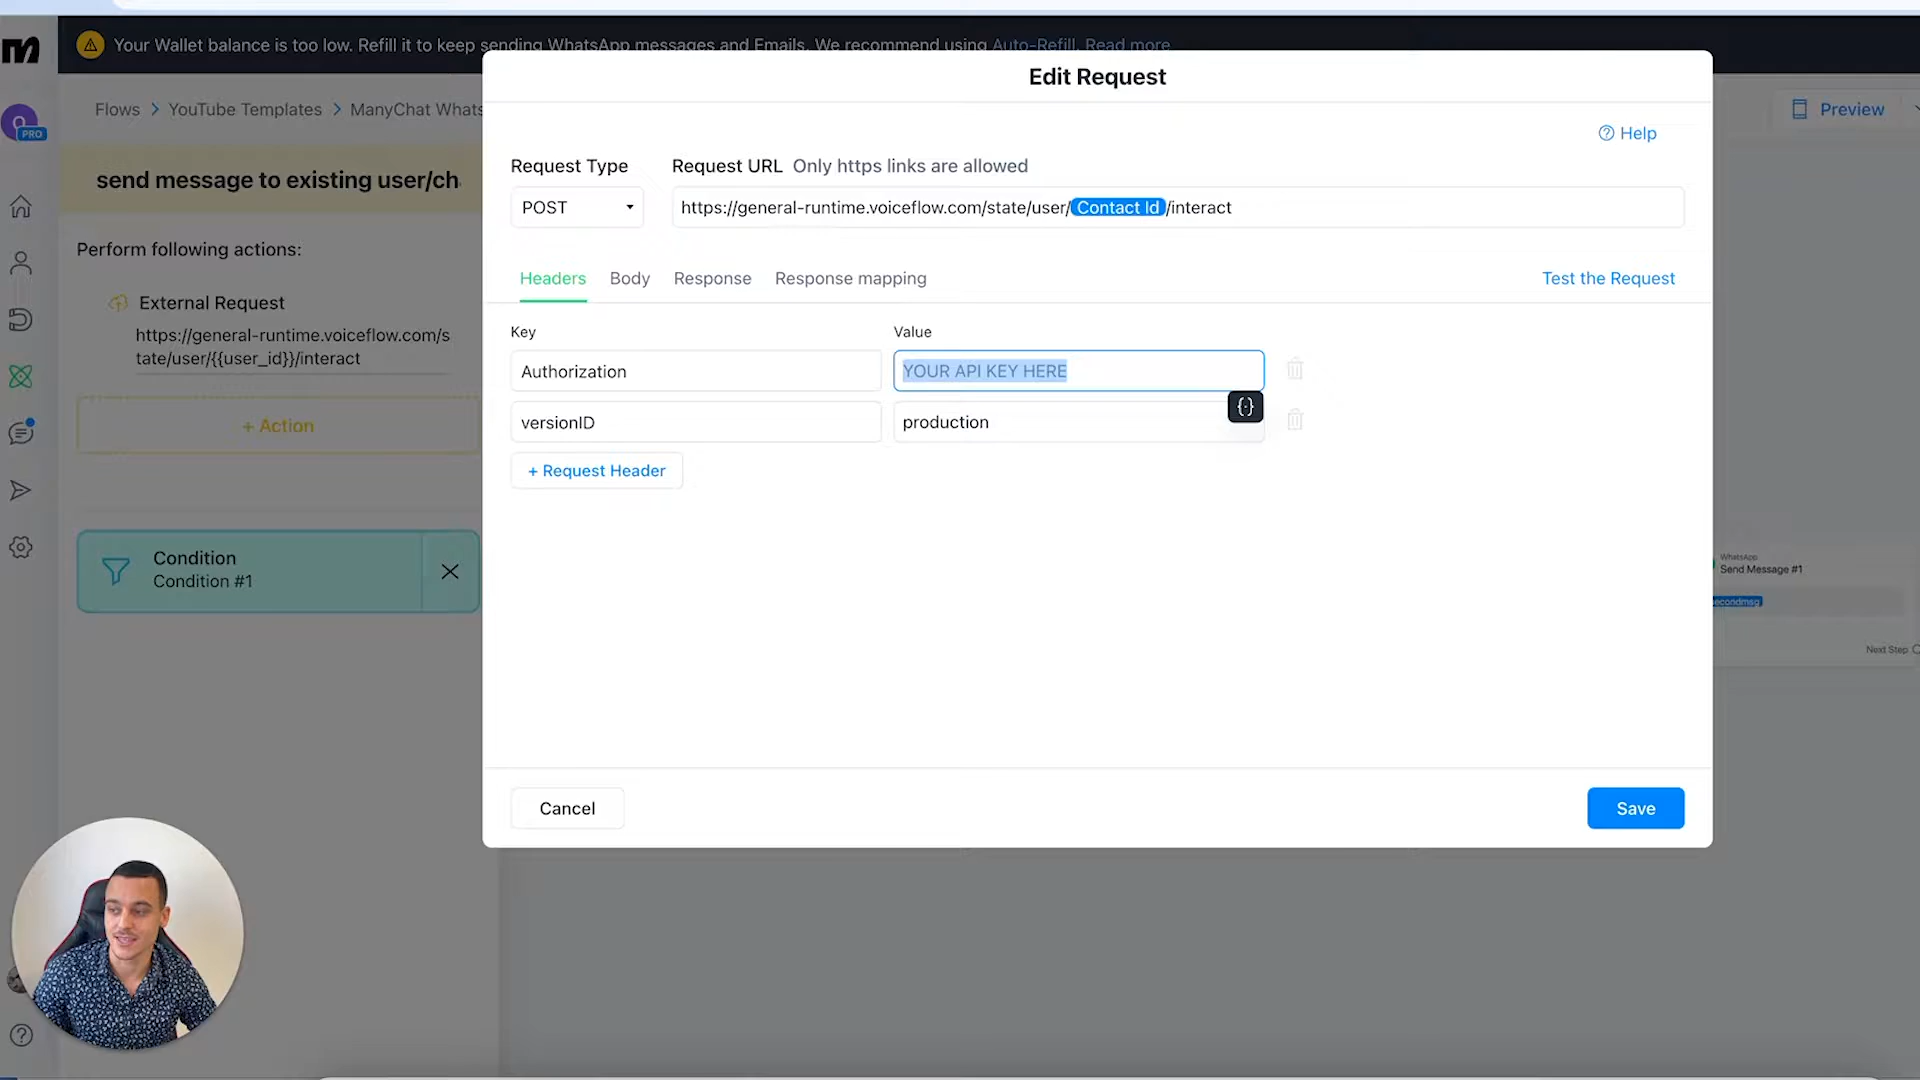 Your Wallet balance is too low. Refill it to keep sending WhatsApp messages and Emails. We recommend using Auto-Refill. Read more
Edit Request
Flows > YouTube Templates > ManyChat Whats
Preview
PRO
Help
send message to existing user/ch
Request Type
Request URL Only https links are allowed
POST
https://general-runtime.voiceflow.com/state/user/Contact Id/interact
Perform following actions:
Headers
Body
Response
Response mapping
Test the Request
External Request
https://general-runtime.voiceflow.com/s
tate/user/{{user_id}}/interact
Key
Value
Authorization
YOUR API KEY HERE
{·}
versionID
production
+ Action
+ Request Header
Condition
Condition #1
WhatsApp
Send Message #1
secondmsg
Next Step
Cancel
Save